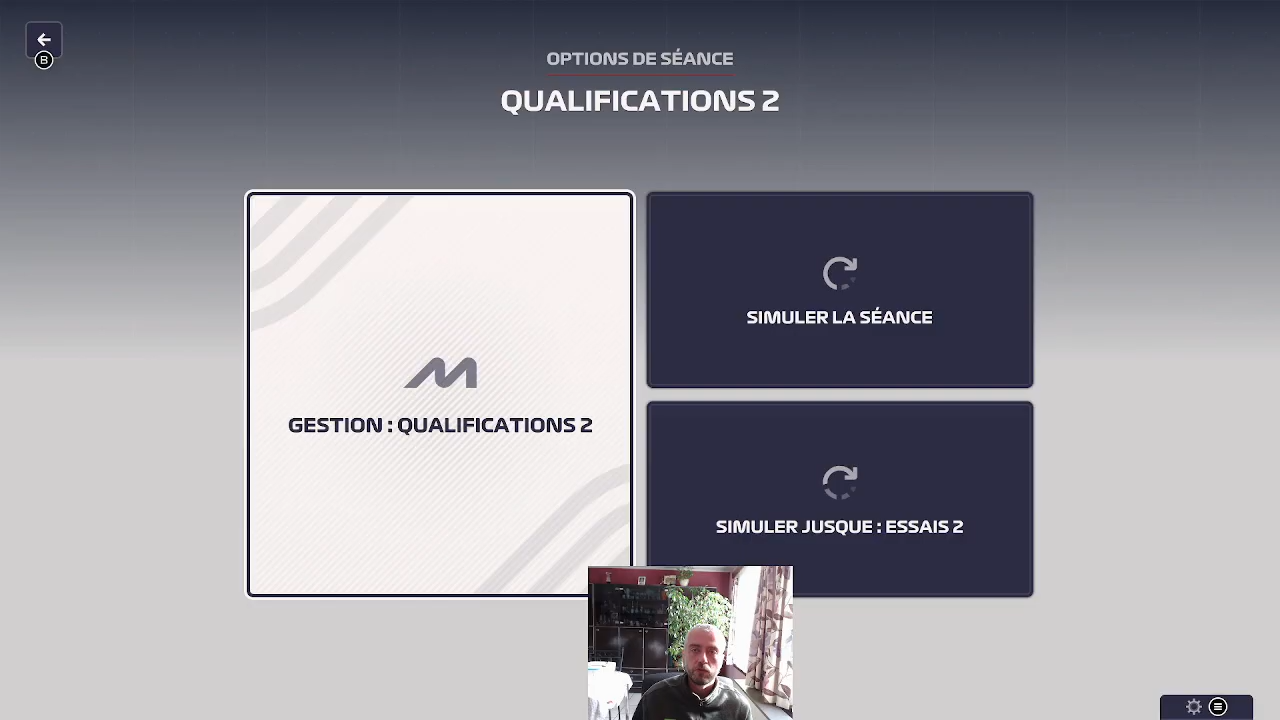 B
OPTIONS DE SÉANCE
QUALIFICATIONS 2
GESTION : QUALIFICATIONS 2
SIMULER LA SÉANCE
SIMULER JUSQUE : ESSAIS 2